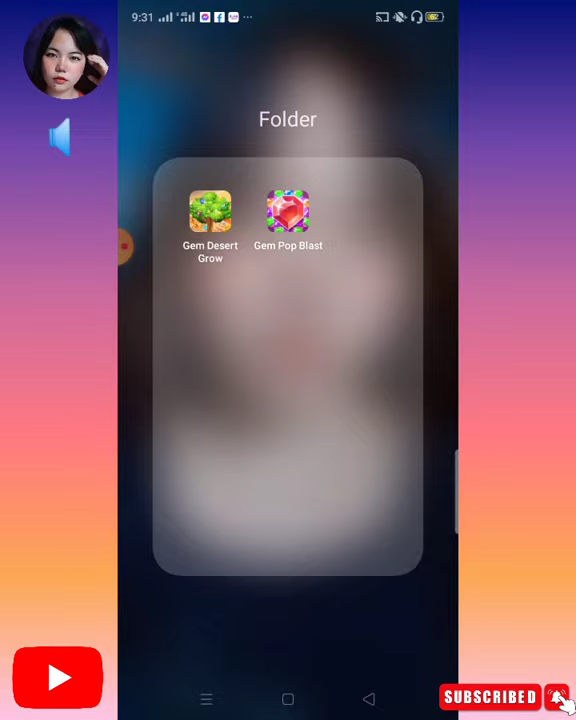 9:31
Folder
Gem Desert
Grow
Gem Pop Blast
SUBSCRIBED